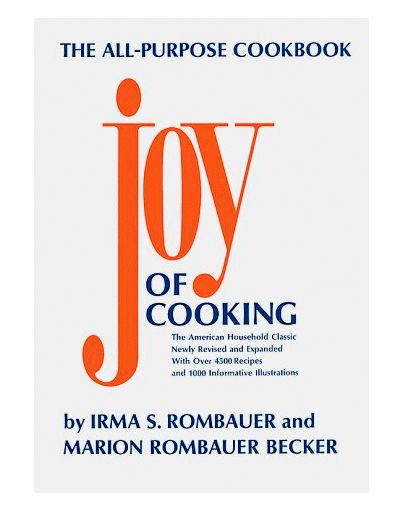 THE ALL-PURPOSE COOKBOOK
joy
OF
COOKING
The American Household Classic
Newly Revised and Expanded
With Over 4500 Recipes
and 1000 Informative Illustrations
by IRMA S. ROMBAUER and
MARION ROMBAUER BECKER